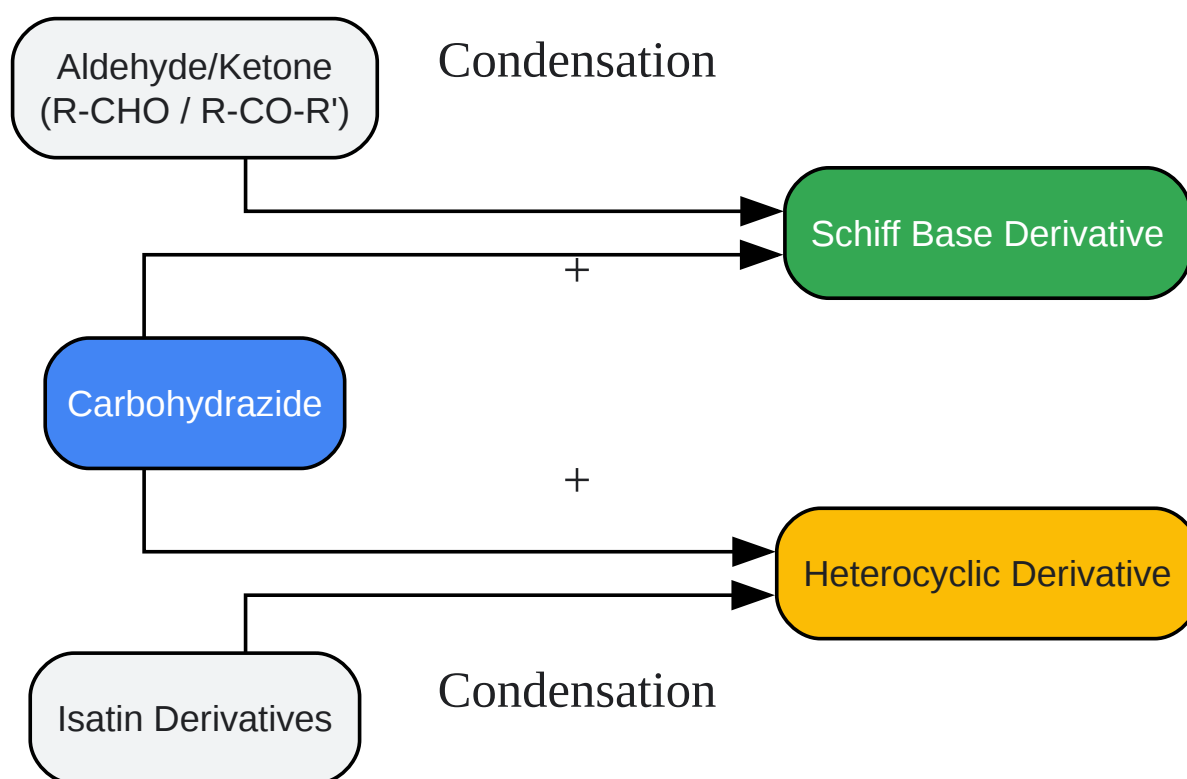 Condensation
Aldehyde/Ketone
(R-CHO / R-CO-R')
Schiff Base Derivative
+
Carbohydrazide
+
Heterocyclic Derivative
Condensation
Isatin Derivatives